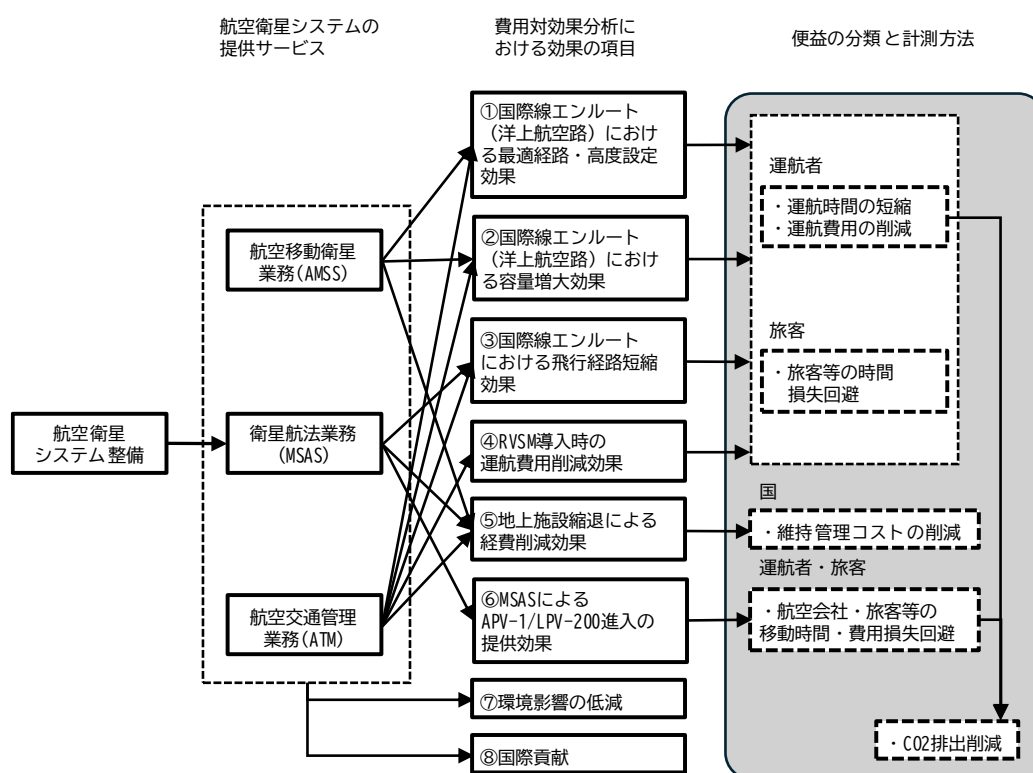 航空衛星システムの
提供サービス
費用対効果分析に
おける効果の項目
便益の分類と計測方法
航空衛星
システム整備
航空移動衛星
業務(AMSS)
衛星航法業務
(MSAS)
航空交通管理
業務(ATM)
①国際線エンルート
（洋上航空路）におけ
る最適経路・高度設定
効果
②国際線エンルート
（洋上航空路）におけ
る容量増大効果
③国際線エンルート
における飛行経路短縮
効果
④RVSM導入時の
運航費用削減効果
⑤地上施設縮退による
経費削減効果
⑥MSASによる
APV-1/LPV-200進入の
提供効果
⑦環境影響の低減
⑧国際貢献
運航者
・運航時間の短縮
・運航費用の削減
旅客
・旅客等の時間
損失回避
国
・維持管理コストの削減
運航者・旅客
・航空会社・旅客等の
移動時間・費用損失回避
・CO2排出削減